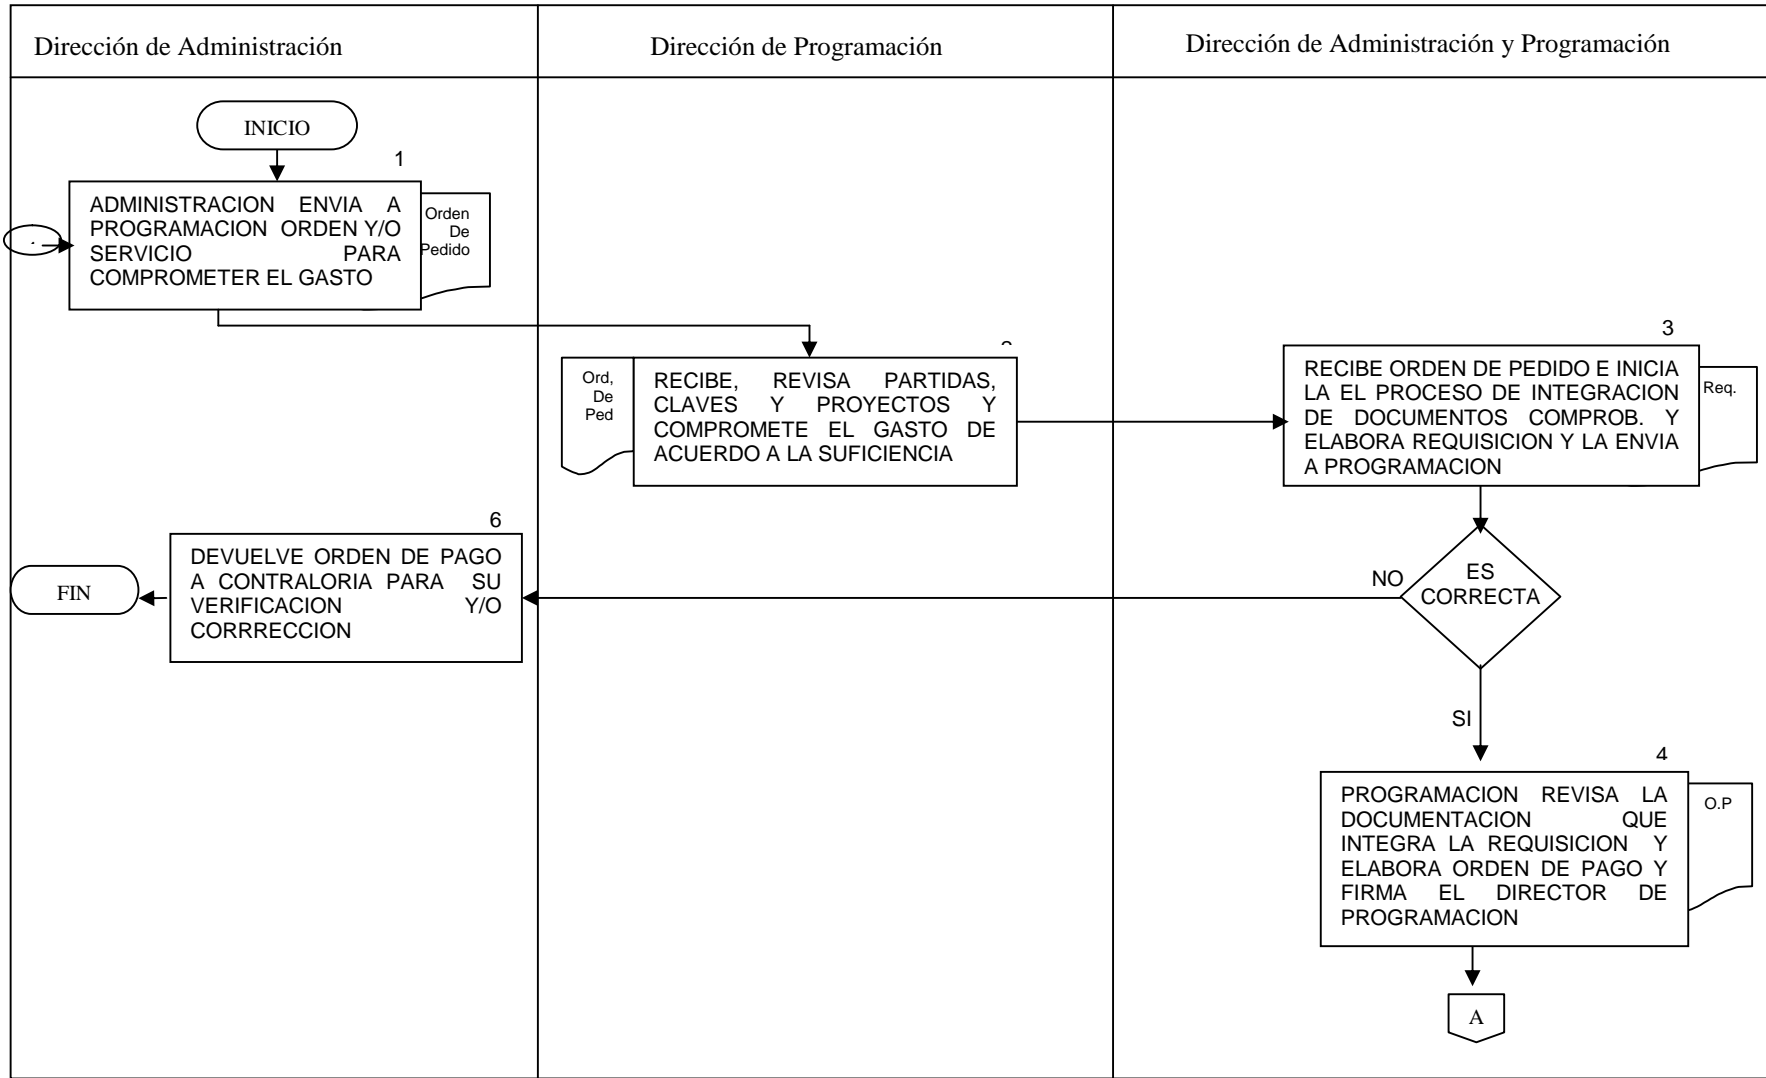 Dirección de Administración
Dirección de Programación
Dirección de Administración y Programación
INICIO
1
ADMINISTRACION ENVIA A
PROGRAMACION ORDEN Y/O
SERVICIO PARA
COMPROMETER EL GASTO
Orden
De
Pedido
Ord,
De
Ped
RECIBE, REVISA PARTIDAS,
CLAVES Y PROYECTOS Y
COMPROMETE EL GASTO DE
ACUERDO A LA SUFICIENCIA
3
RECIBE ORDEN DE PEDIDO E INICIA
LA EL PROCESO DE INTEGRACION
DE DOCUMENTOS COMPROB. Y
ELABORA REQUISICION Y LA ENVIA
A PROGRAMACION
Req.
6
DEVUELVE ORDEN DE PAGO
A CONTRALORIA PARA SU
VERIFICACION Y/O
CORRRECCION
FIN
NO
ES
CORRECTA
SI
4
PROGRAMACION REVISA LA
DOCUMENTACION QUE
INTEGRA LA REQUISICION Y
ELABORA ORDEN DE PAGO Y
FIRMA EL DIRECTOR DE
PROGRAMACION
O.P
A